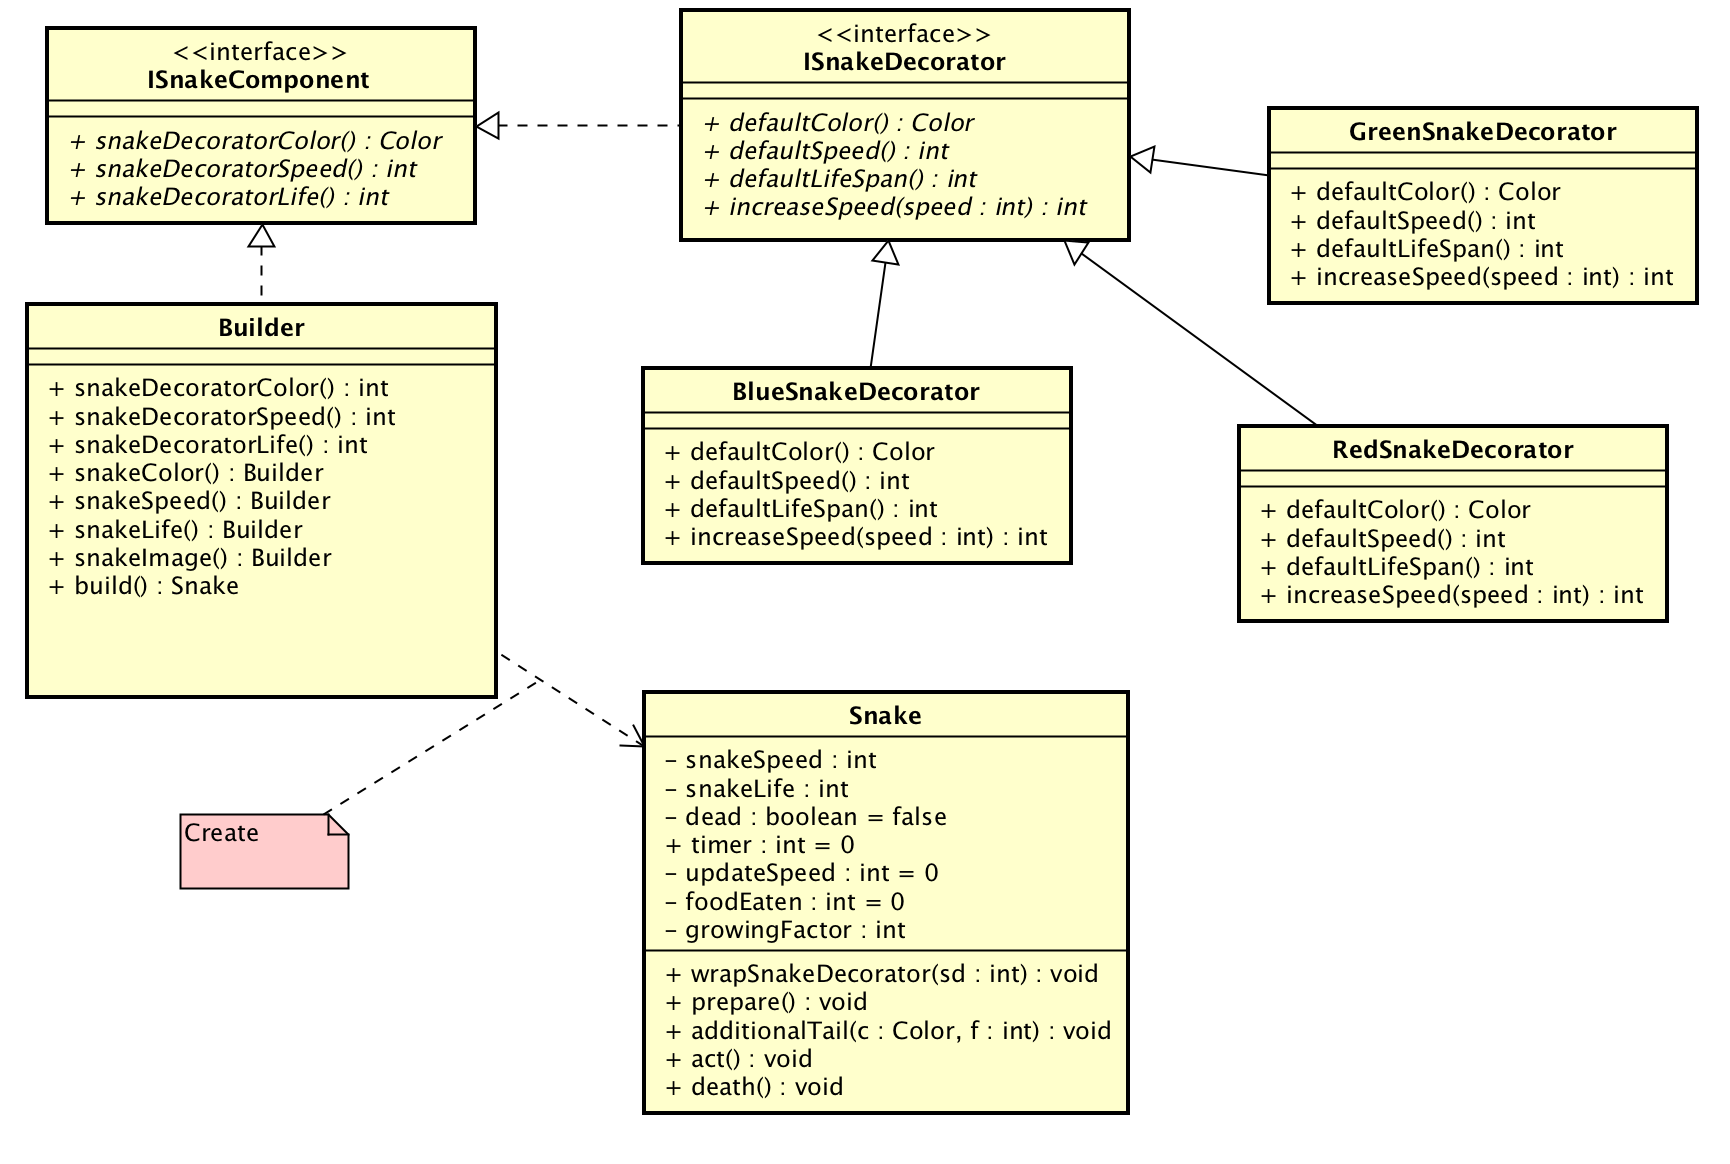 <<interface>>
ISnakeComponent
+ snakeDecoratorColor() : Color
+ snakeDecoratorSpeed() : int
+ snakeDecoratorLife() : int
<<interface>>
ISnakeDecorator
+ defaultColor() : Color
+ defaultSpeed() : int
+ defaultLifeSpan() : int
+ increaseSpeed(speed : int) : int
GreenSnakeDecorator
+ defaultColor() : Color
+ defaultSpeed() : int
+ defaultLifeSpan() : int
+ increaseSpeed(speed : int) : int
Builder
+ snakeDecoratorColor() : int
+ snakeDecoratorSpeed() : int
+ snakeDecoratorLife() : int
+ snakeColor() : Builder
+ snakeSpeed() : Builder
+ snakeLife() : Builder
+ snakeImage() : Builder
+ build() : Snake
BlueSnakeDecorator
+ defaultColor() : Color
+ defaultSpeed() : int
+ defaultLifeSpan() : int
+ increaseSpeed(speed : int) : int
RedSnakeDecorator
+ defaultColor() : Color
+ defaultSpeed() : int
+ defaultLifeSpan() : int
+ increaseSpeed(speed : int) : int
Create
Snake
- snakeSpeed : int
- snakeLife : int
- dead : boolean = false
+ timer : int = 0
- updateSpeed : int = 0
- foodEaten : int = 0
- growingFactor : int
+ wrapSnakeDecorator(sd : int) : void
+ prepare() : void
+ additionalTail(c : Color, f : int) : void
+ act() : void
+ death() : void